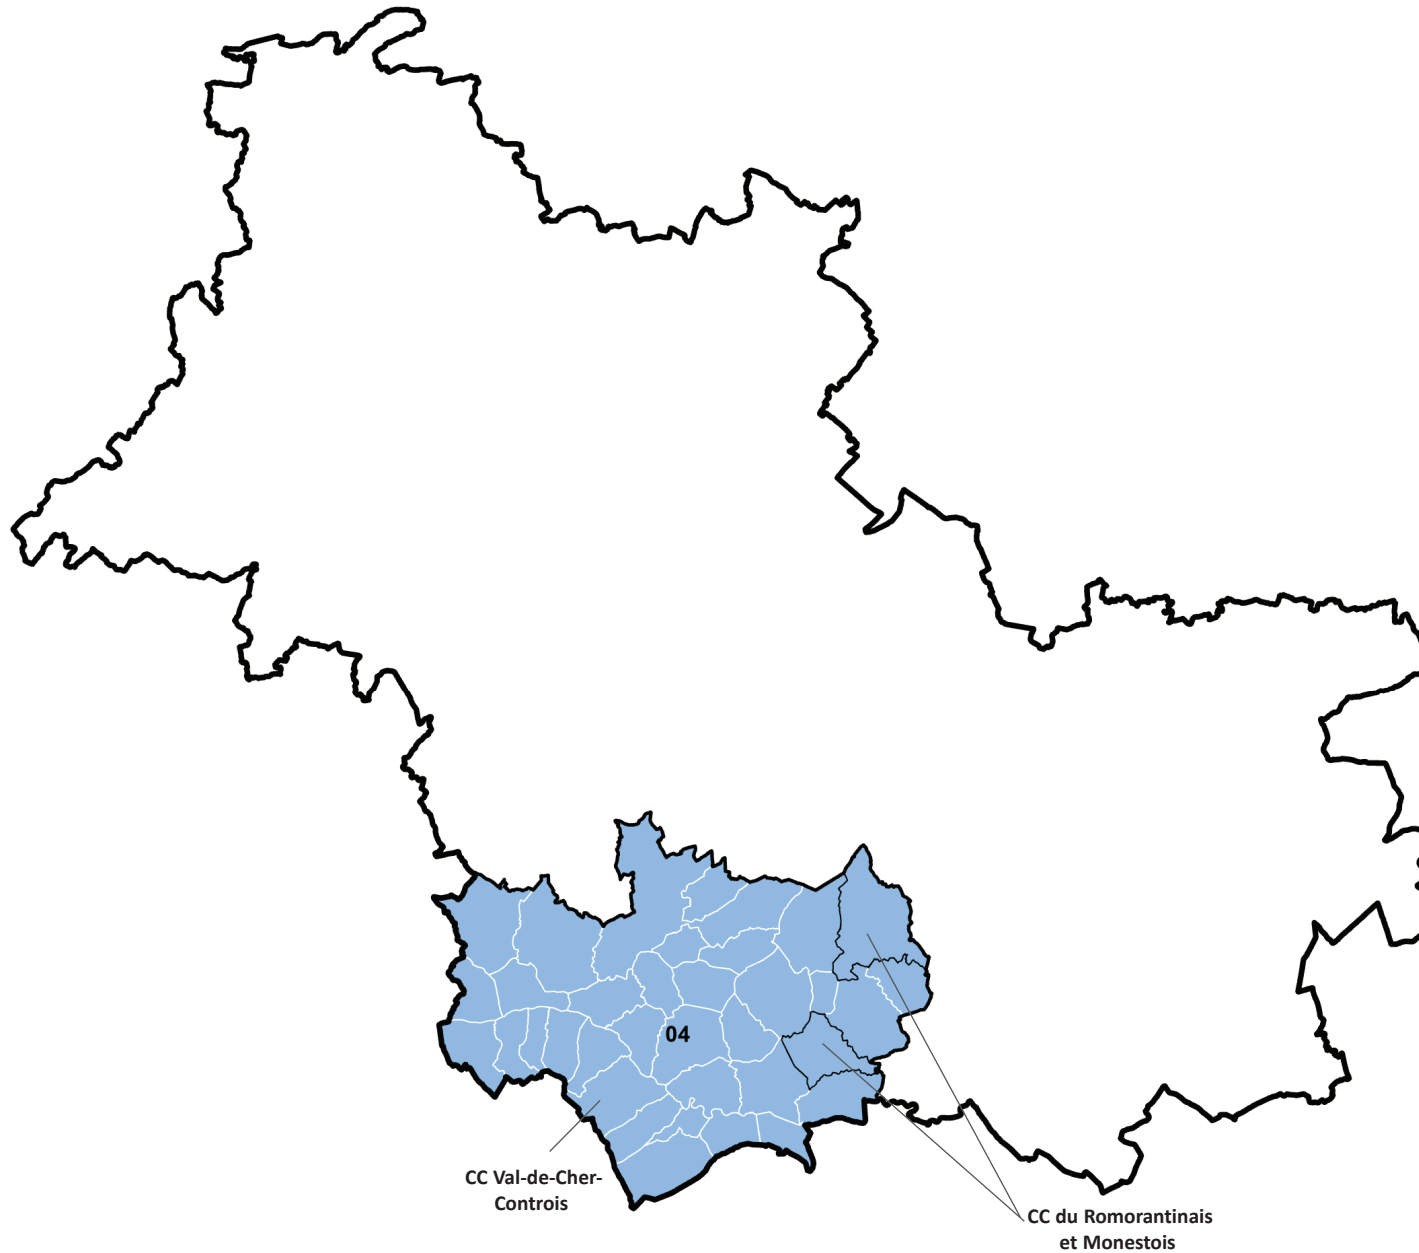 04
CC Val-de-Cher-
Controis
CC du Romorantinais
et Monestois